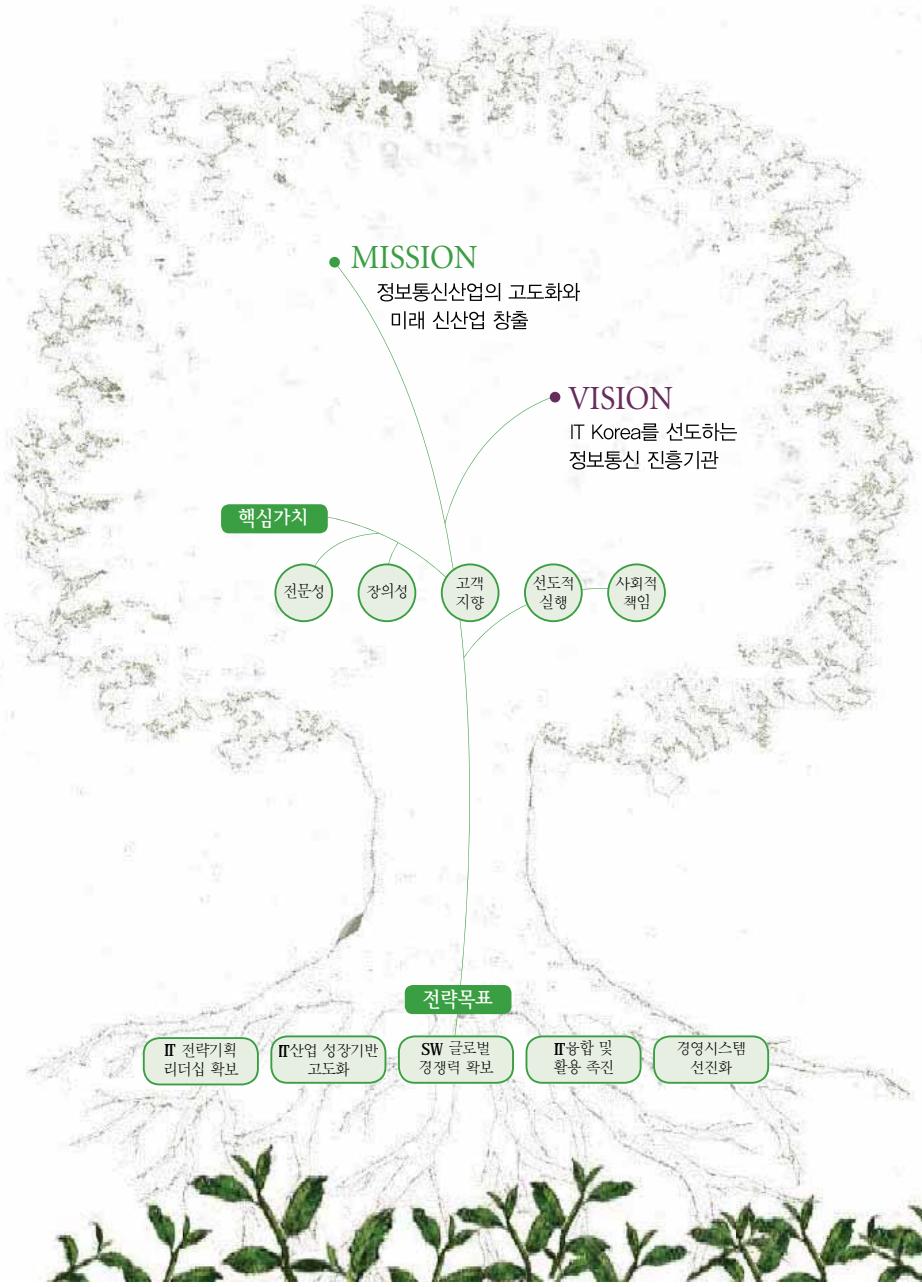 MISSION
정보통신산업의 고도화와
미래 신산업 창출
VISION
IT Korea를 선도하는
정보통신 진흥기관
핵심가치
전문성
장의성
고객
지향
선도적
실행
사회적
책임
전략목표
IT 전략기획
리더십 확보
IT산업 성장기반
고도화
SW 글로벌
경쟁력 확보
IT융합 및
활용 촉진
경영시스템
선진화